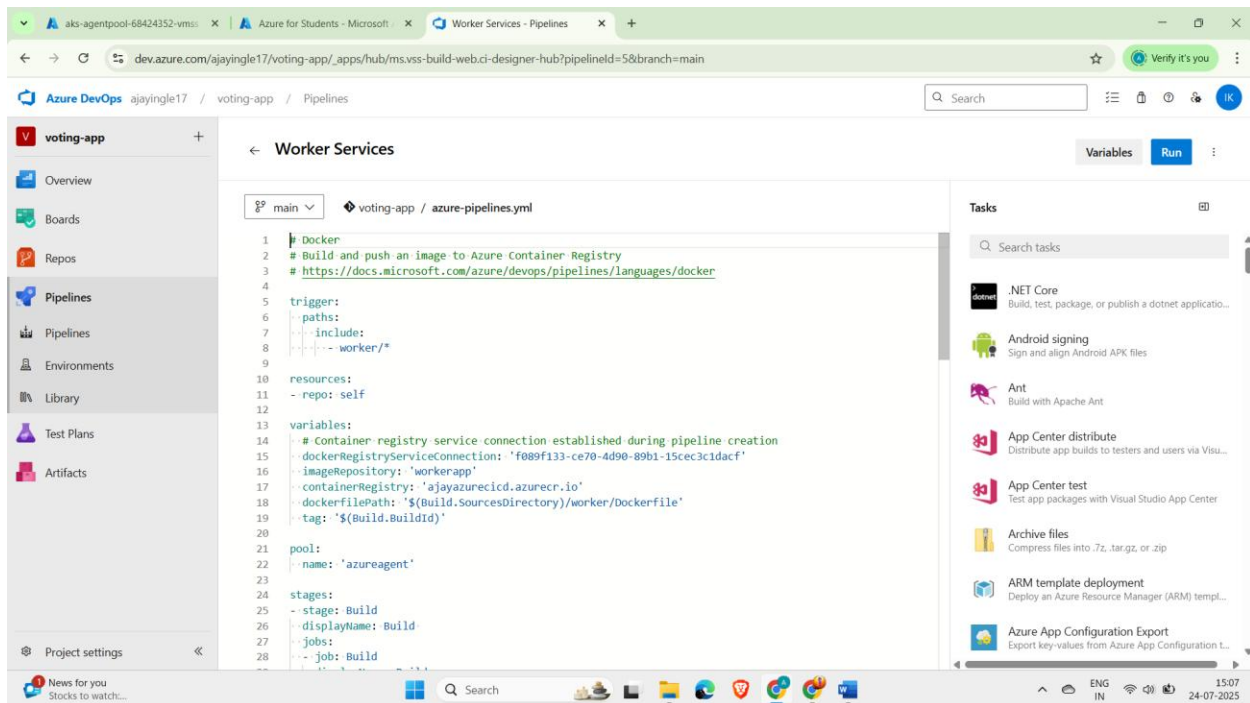 aks-agentpool-68424352-vmss
Azure for Students - Microsoft
Worker Services - Pipelines
dev.azure.com/ajayingle17/voting-app/_apps/hub/ms.vss-build-web.ci-designer-hub?pipelineId=5&branch=main
Verify it's you
Azure DevOps ajayingle17 / voting-app / Pipelines
Search
IK
V voting-app
Overview
Boards
Repos
Pipelines
Pipelines
Environments
Library
Test Plans
Artifacts
Project settings
Worker Services
Variables
Run
main
voting-app / azure-pipelines.yml
1 # Docker
2 # Build and push an image to Azure Container Registry
3 # https://docs.microsoft.com/azure/devops/pipelines/languages/docker
4
5 trigger:
6   paths:
7     include:
8       - worker/*
9
10 resources:
11 - repo: self
12
13 variables:
14   # Container registry service connection established during pipeline creation
15   dockerRegistryServiceConnection: 'f089f133-ce70-4d90-89b1-15cec3c1dacf'
16   imageRepository: 'workerapp'
17   containerRegistry: 'ajayazurecicd.azurecr.io'
18   dockerfilePath: '$(Build.SourcesDirectory)/worker/Dockerfile'
19   tag: '$(Build.BuildId)'
20
21 pool:
22   name: 'azureagent'
23
24 stages:
25 - stage: Build
26   displayName: Build
27   jobs:
28   - job: Build
Tasks
Search tasks
dotnet
.NET Core
Build, test, package, or publish a dotnet applicatio...
Android signing
Sign and align Android APK files
Ant
Build with Apache Ant
App Center distribute
Distribute app builds to testers and users via Visu...
App Center test
Test app packages with Visual Studio App Center
Archive files
Compress files into .7z, .tar.gz, or .zip
ARM template deployment
Deploy an Azure Resource Manager (ARM) templ...
Azure App Configuration Export
Export key-values from Azure App Configuration t...
1
News for you
Stocks to watch:...
Search
ENG
IN
15:07
24-07-2025